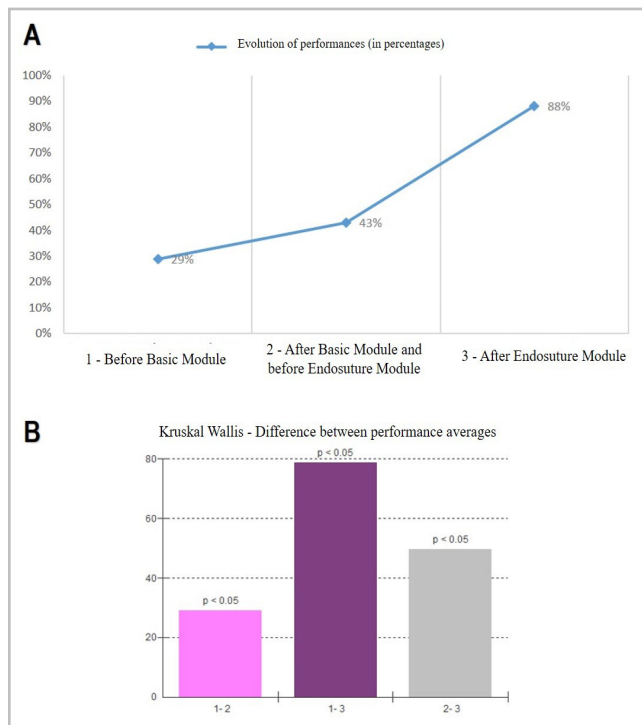 A
Evolution of performances (in percentages)
100%
90%
80%
70%
60%
50%
40%
30%
20%
10%
0%
88%
43%
29%
1 - Before Basic Module
2 - After Basic Module and
before Endosuture Module
3 - After Endosuture Module
B
Kruskal Wallis - Difference between performance averages
80
60
40
20
0
p < 0.05
p < 0.05
p < 0.05
1- 2
1- 3
2- 3